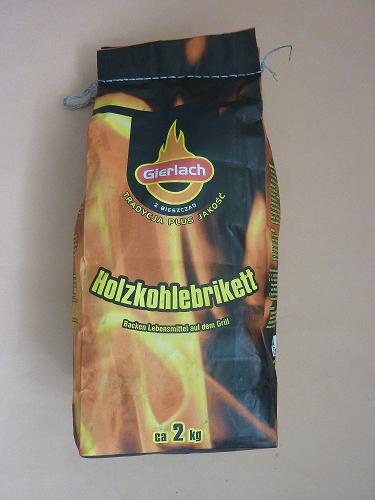 Gierlach
Z BIESZCZAD
TRADYCJA PLUS JAKOŚĆ
Holzkohlebrikett
Backen Lebensmittel auf dem Grill
ca 2 kg